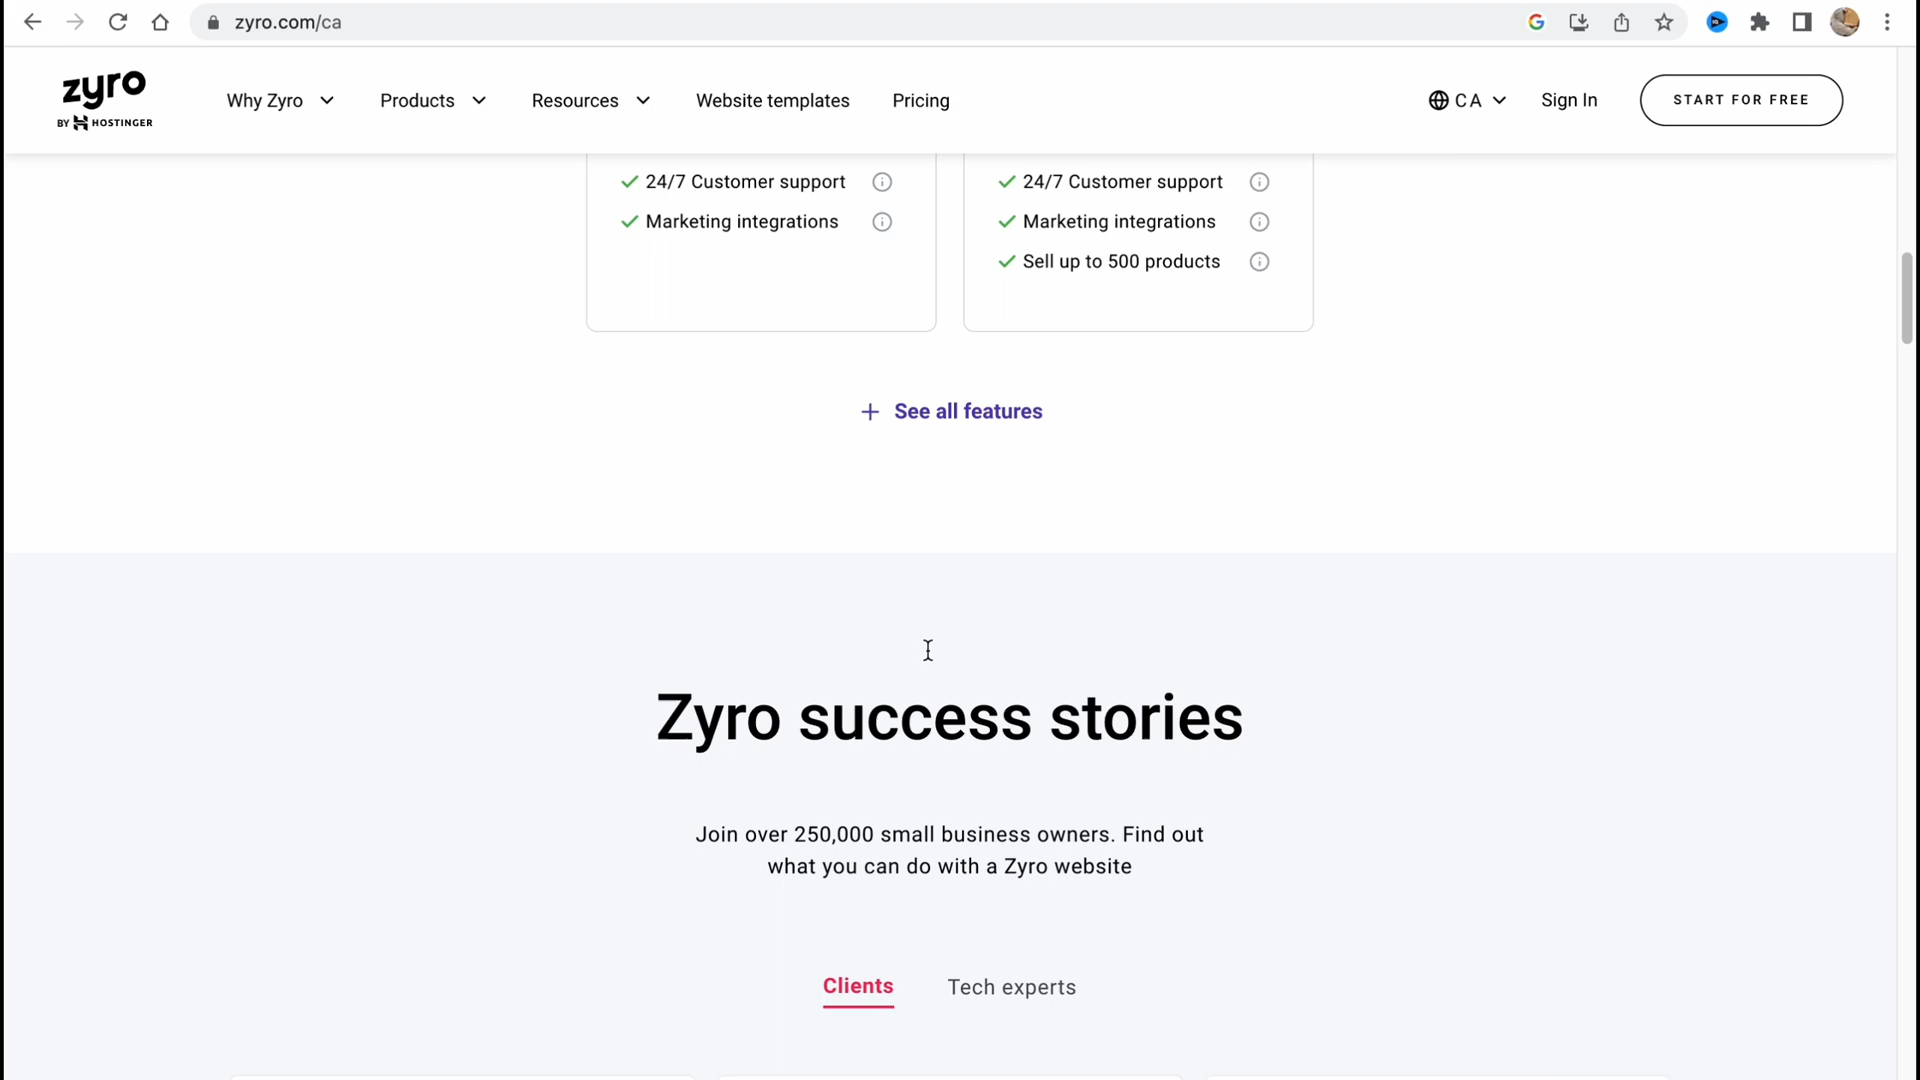 zyro.com/ca
zyro
BY HOSTINGER
Why Zyro
Products
Resources
Website templates
Pricing
CA
Sign In
START FOR FREE
24/7 Customer support
Marketing integrations
24/7 Customer support
Marketing integrations
Sell up to 500 products
+ See all features
Zyro success stories
Join over 250,000 small business owners. Find out
what you can do with a Zyro website
Clients
Tech experts